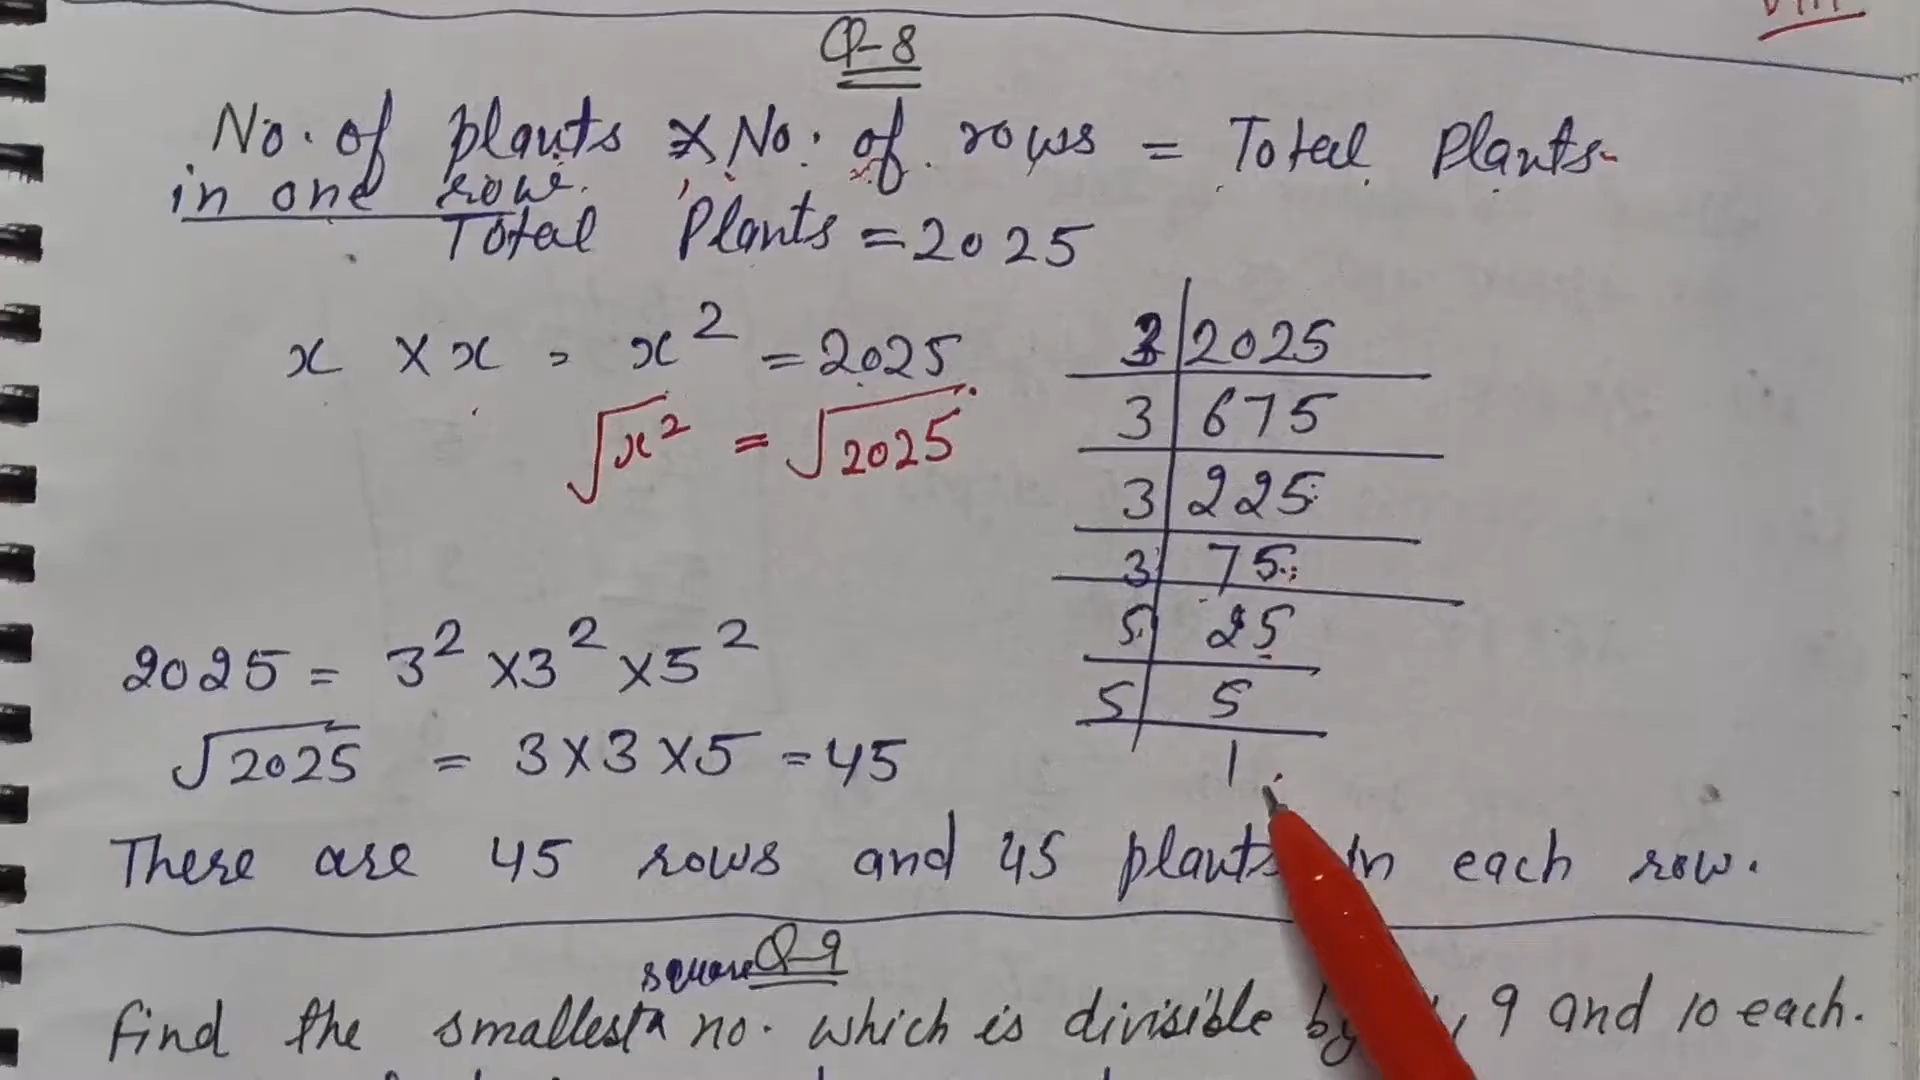 VIII
Q-8
No. of plants × No. of rows = Total Plants
in one row.
Total Plants = 2025
x × x = x² = 2025
√x² = √2025
3 | 2025
3 | 675
3 | 225
3 | 75
5 | 25
5 | 5
1
2025 = 3² × 3² × 5²
√2025 = 3 × 3 × 5 = 45
There are 45 rows and 45 plants in each row.
Q-9
square
find the smallest ^ no. which is divisible by , 9 and 10 each.